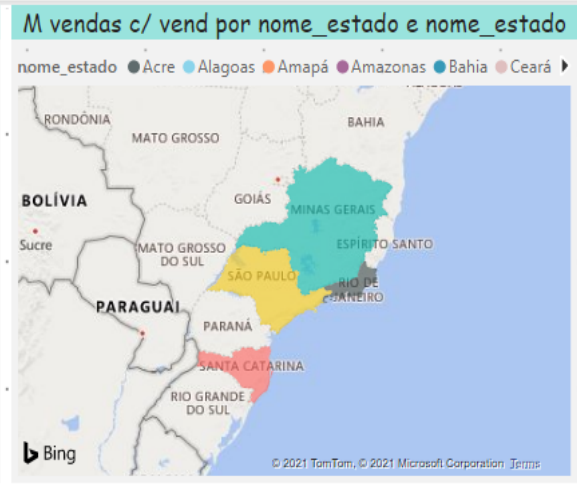 M vendas c/ vend por nome_estado e nome_estado
nome_estado Acre Alagoas Amapá Amazonas Bahia Ceará
RONDÔNIA
MATO GROSSO
BAHIA
GOIÁS
BOLÍVIA
MINAS GERAIS
Sucre
MATO GROSSO
DO SUL
ESPÍRITO SANTO
SÃO PAULO
RIO DE
JANEIRO
PARAGUAI
PARANÁ
SANTA CATARINA
RIO GRANDE
DO SUL
Bing
© 2021 TomTom, © 2021 Microsoft Corporation Terms